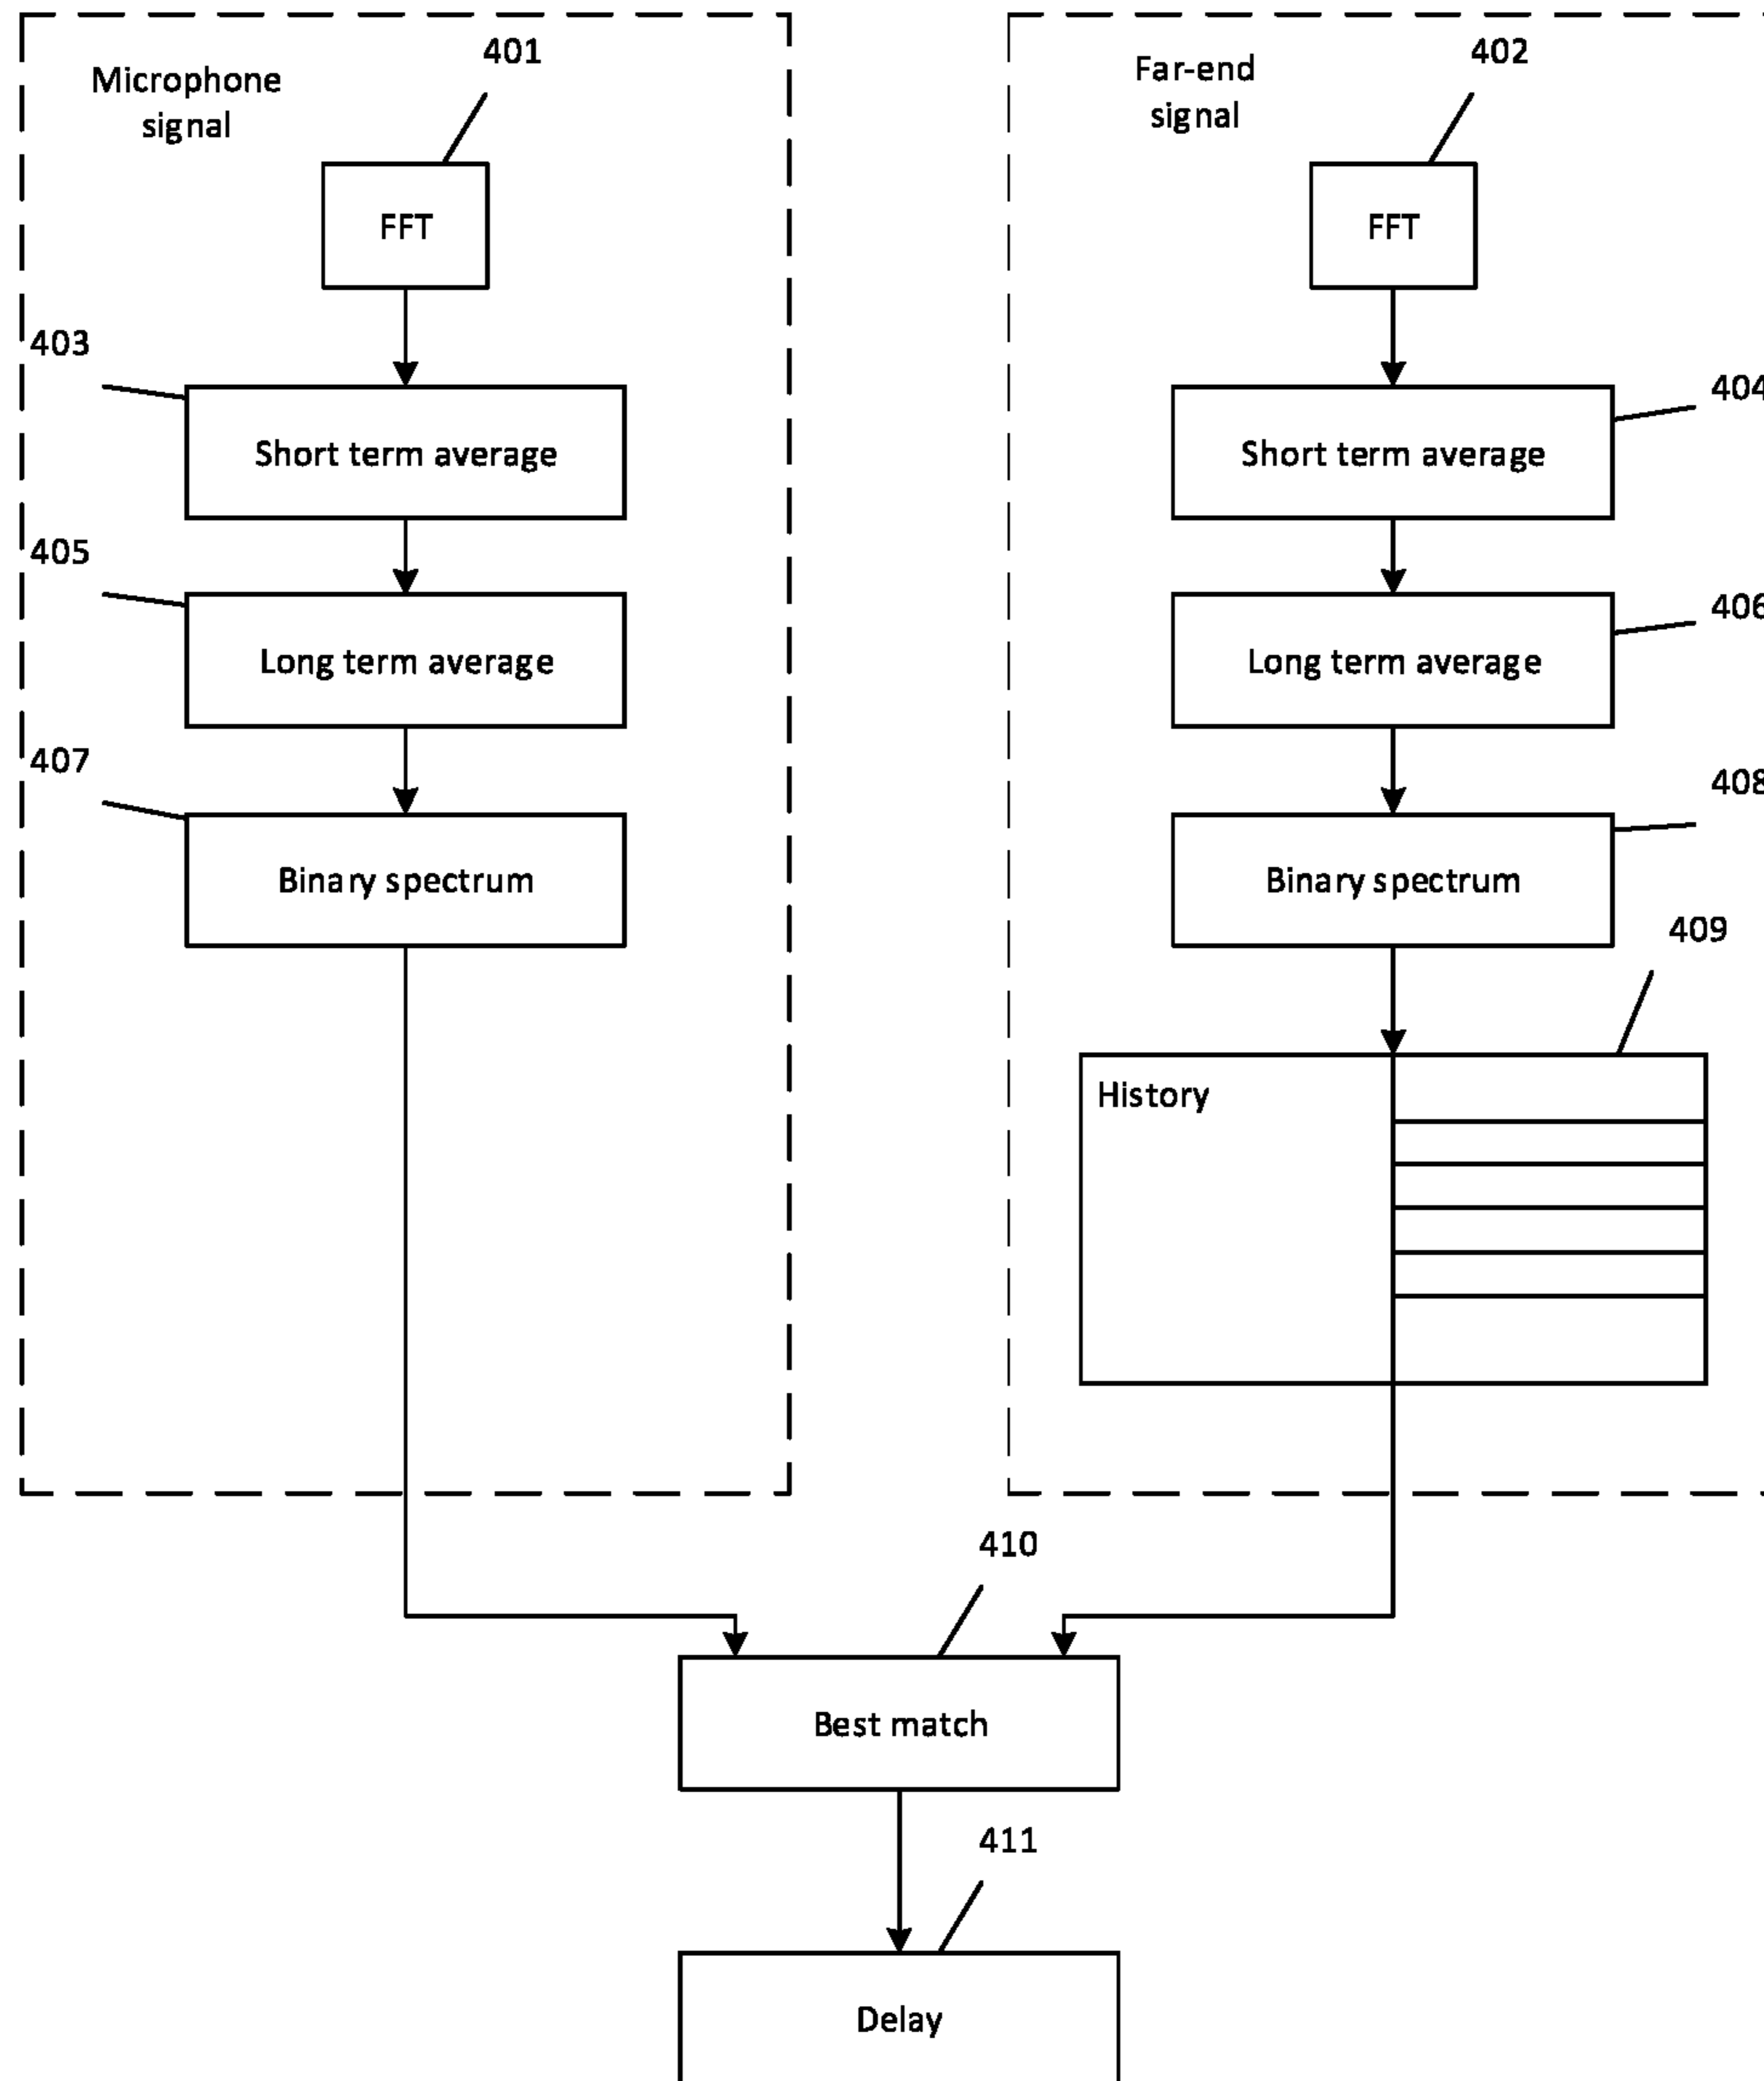 401
Microphone
signal
FFT
403
Short term average
405
Long term average
407
Binary spectrum
402
Far-end
signal
FFT
404
Short term average
406
Long term average
408
Binary spectrum
409
History
410
Best match
411
Delay